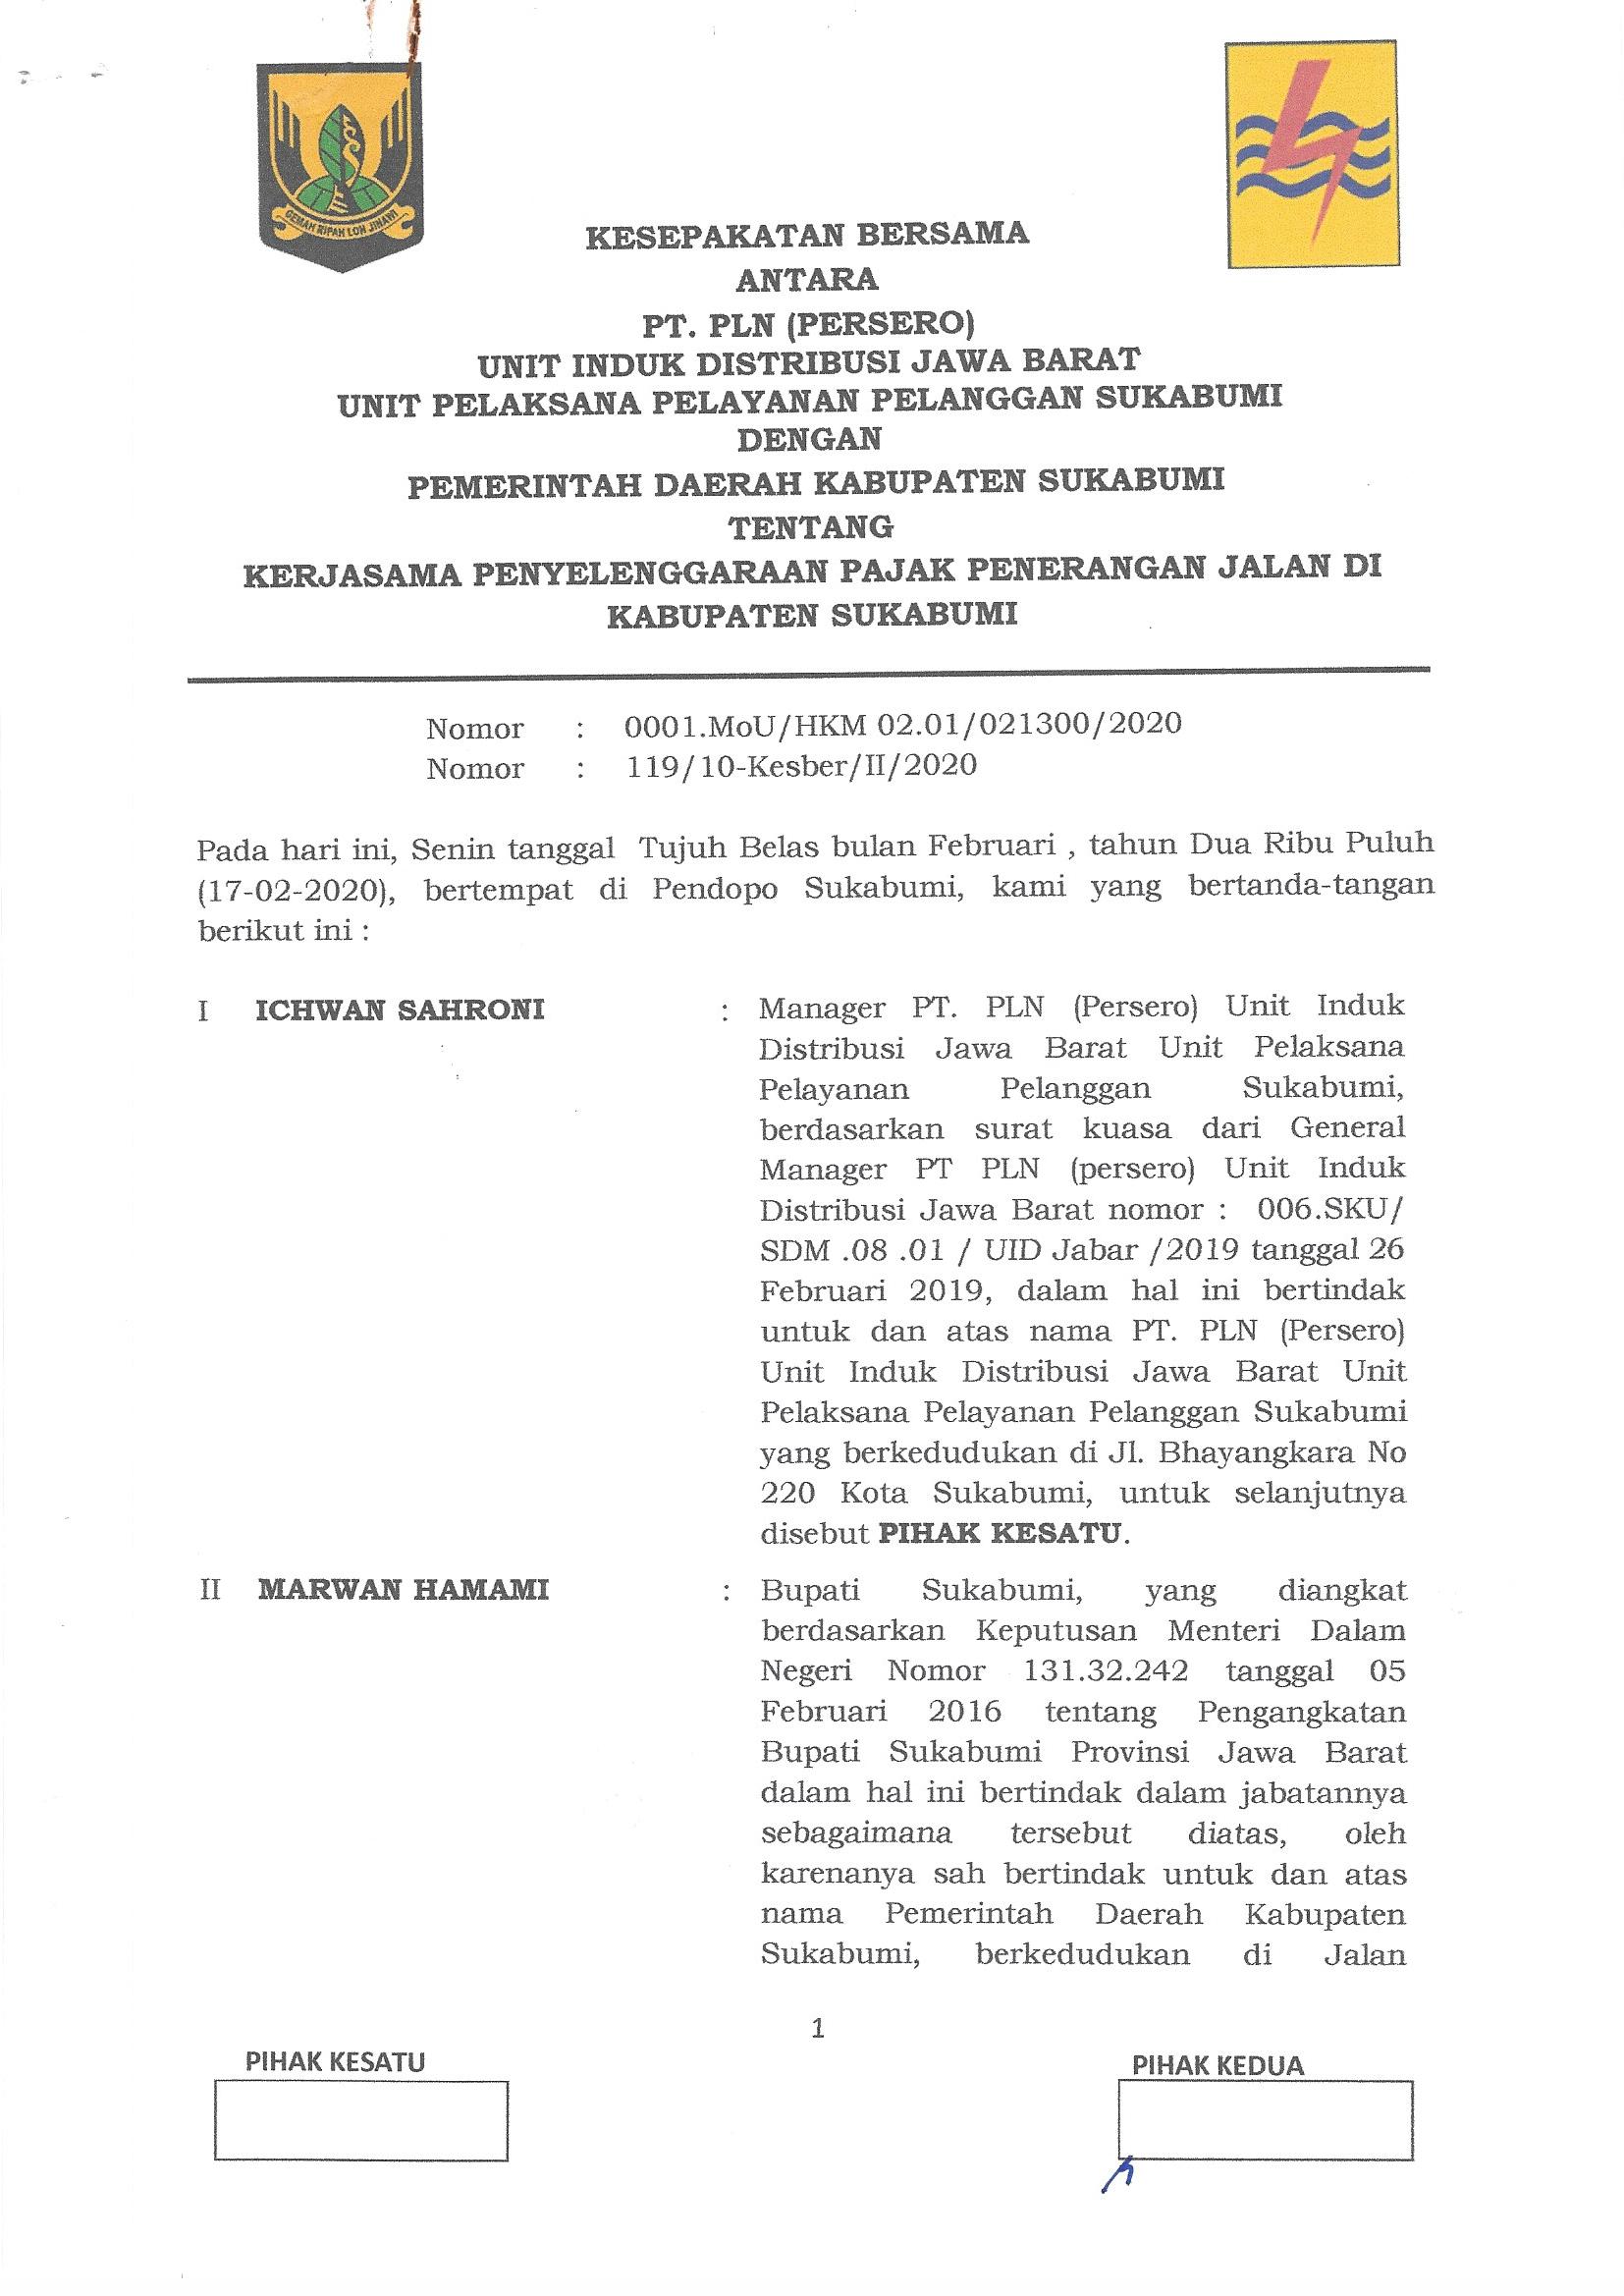 GEMAH RIPAH LOH JINAWI
KESEPAKATAN BERSAMA
ANTARA
PT. PLN (PERSERO)
UNIT INDUK DISTRIBUSI JAWA BARAT
UNIT PELAKSANA PELAYANAN PELANGGAN SUKABUMI
DENGAN
PEMERINTAH DAERAH KABUPATEN SUKABUMI
TENTANG
KERJASAMA PENYELENGGARAAN PAJAK PENERANGAN JALAN DI
KABUPATEN SUKABUMI
Nomor : 0001.MoU/HKM 02.01/021300/2020
Nomor : 119/10-Kesber/II/2020
Pada hari ini, Senin tanggal Tujuh Belas bulan Februari , tahun Dua Ribu Puluh
(17-02-2020), bertempat di Pendopo Sukabumi, kami yang bertanda-tangan
berikut ini :
I ICHWAN SAHRONI : Manager PT. PLN (Persero) Unit Induk
Distribusi Jawa Barat Unit Pelaksana
Pelayanan Pelanggan Sukabumi,
berdasarkan surat kuasa dari General
Manager PT PLN (persero) Unit Induk
Distribusi Jawa Barat nomor : 006.SKU/
SDM .08 .01 / UID Jabar /2019 tanggal 26
Februari 2019, dalam hal ini bertindak
untuk dan atas nama PT. PLN (Persero)
Unit Induk Distribusi Jawa Barat Unit
Pelaksana Pelayanan Pelanggan Sukabumi
yang berkedudukan di Jl. Bhayangkara No
220 Kota Sukabumi, untuk selanjutnya
disebut PIHAK KESATU.
II MARWAN HAMAMI : Bupati Sukabumi, yang diangkat
berdasarkan Keputusan Menteri Dalam
Negeri Nomor 131.32.242 tanggal 05
Februari 2016 tentang Pengangkatan
Bupati Sukabumi Provinsi Jawa Barat
dalam hal ini bertindak dalam jabatannya
sebagaimana tersebut diatas, oleh
karenanya sah bertindak untuk dan atas
nama Pemerintah Daerah Kabupaten
Sukabumi, berkedudukan di Jalan
1
PIHAK KESATU
PIHAK KEDUA